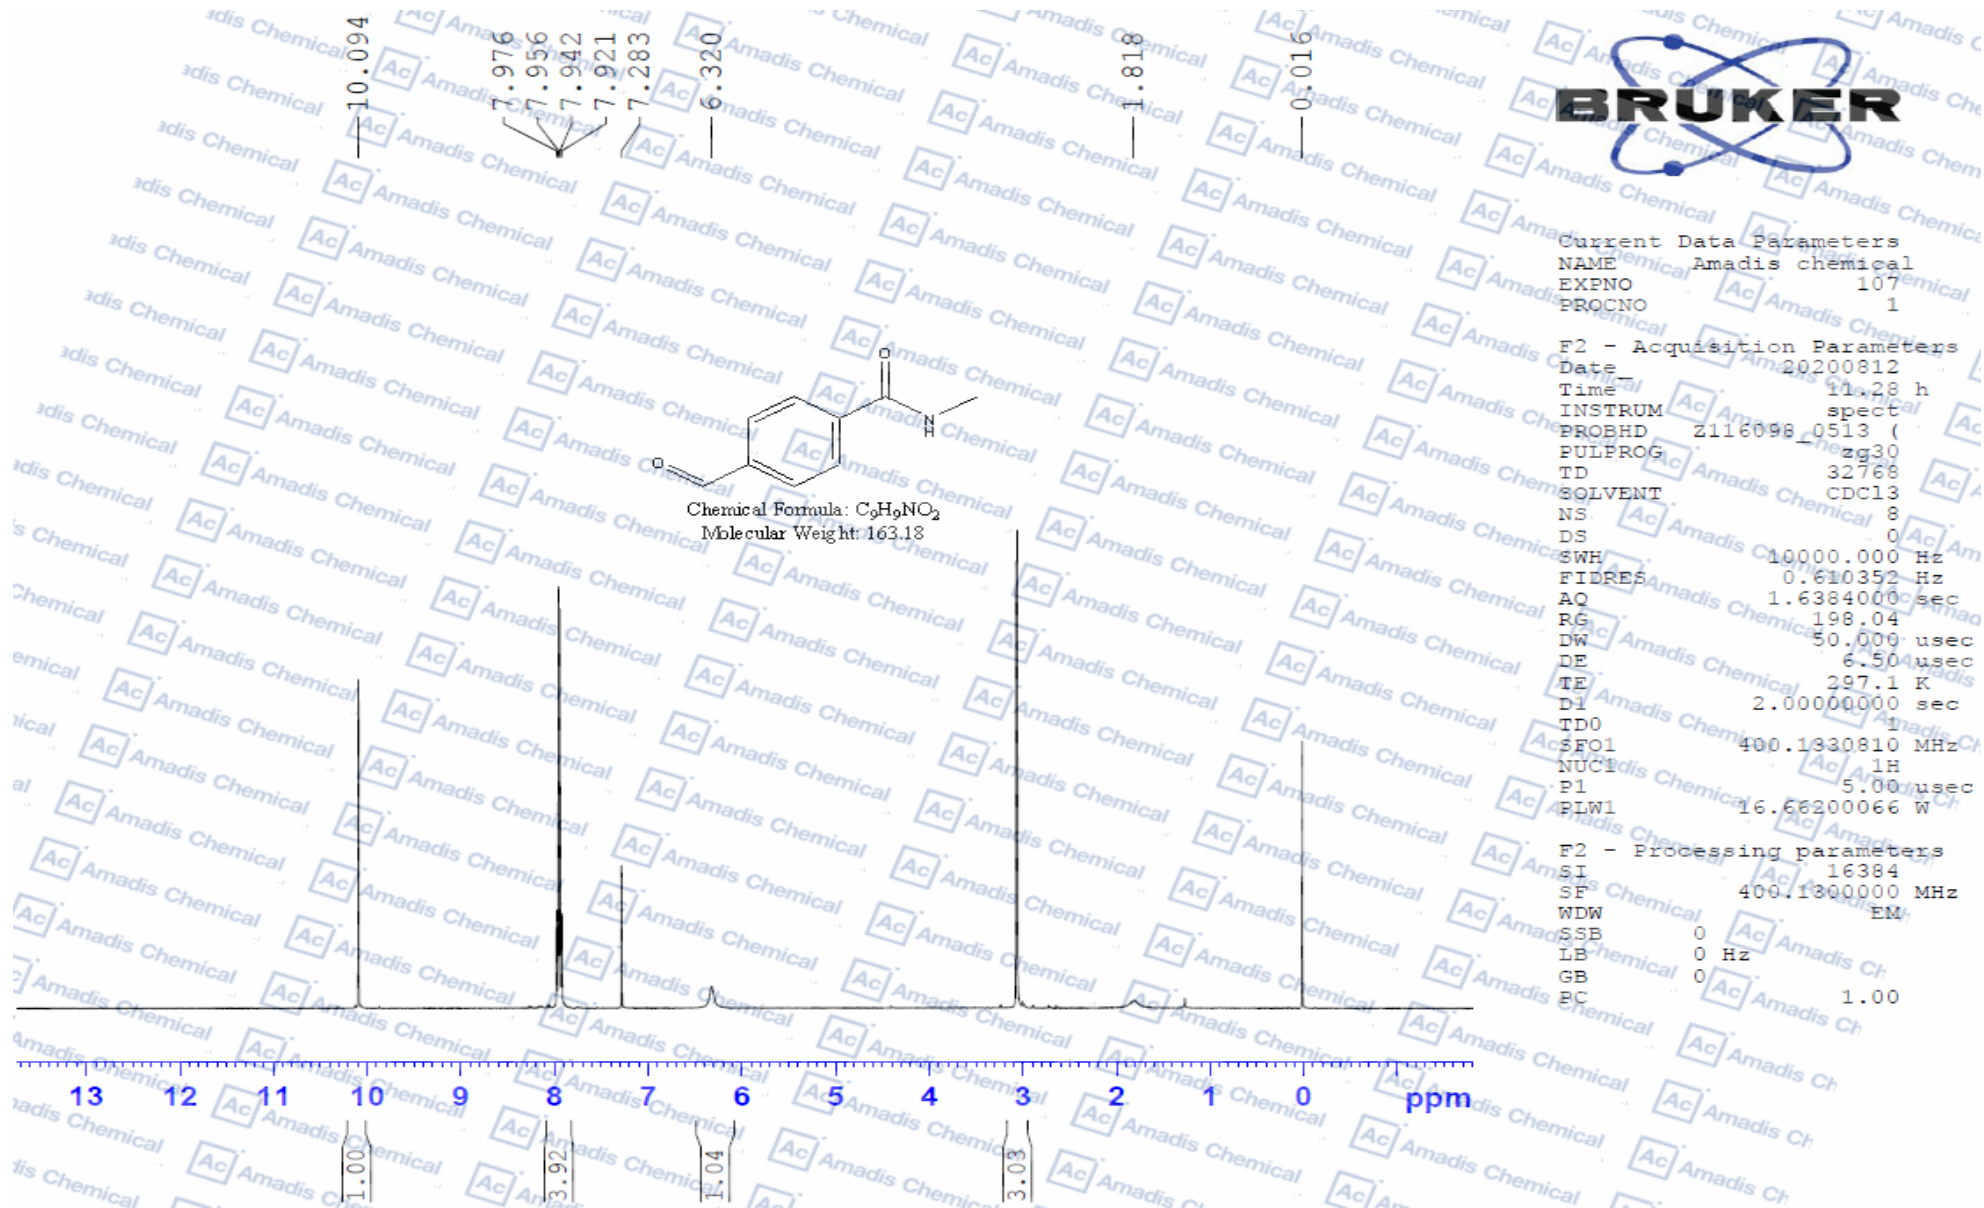 10.094
7.976
7.956
7.942
7.921
7.283
6.320
1.818
0.016
BRUKER
Current Data Parameters
NAME Amadis chemical
EXPNO 107
PROCNO 1
F2 - Acquisition Parameters
Date_ 20200812
Time 11.28 h
INSTRUM spect
PROBHD Z116098_0513 (
PULPROG zg30
TD 32768
SOLVENT CDCl3
NS 8
DS 0
SWH 10000.000 Hz
FIDRES 0.610352 Hz
AQ 1.6384000 sec
RG 198.04
DW 50.000 usec
DE 6.50 usec
TE 297.1 K
D1 2.00000000 sec
TD0 1
SFO1 400.1330810 MHz
NUC1 1H
P1 5.00 usec
PLW1 16.66200066 W
F2 - Processing parameters
SI 16384
SF 400.1300000 MHz
WDW EM
SSB 0
LB 0 Hz
GB 0
PC 1.00
O
N
H
O
Chemical Formula: C₉H₉NO₂
Molecular Weight: 163.18
13 12 11 10 9 8 7 6 5 4 3 2 1 0 ppm
1.00
3.92
1.04
3.03
Ac Amadis Chemical